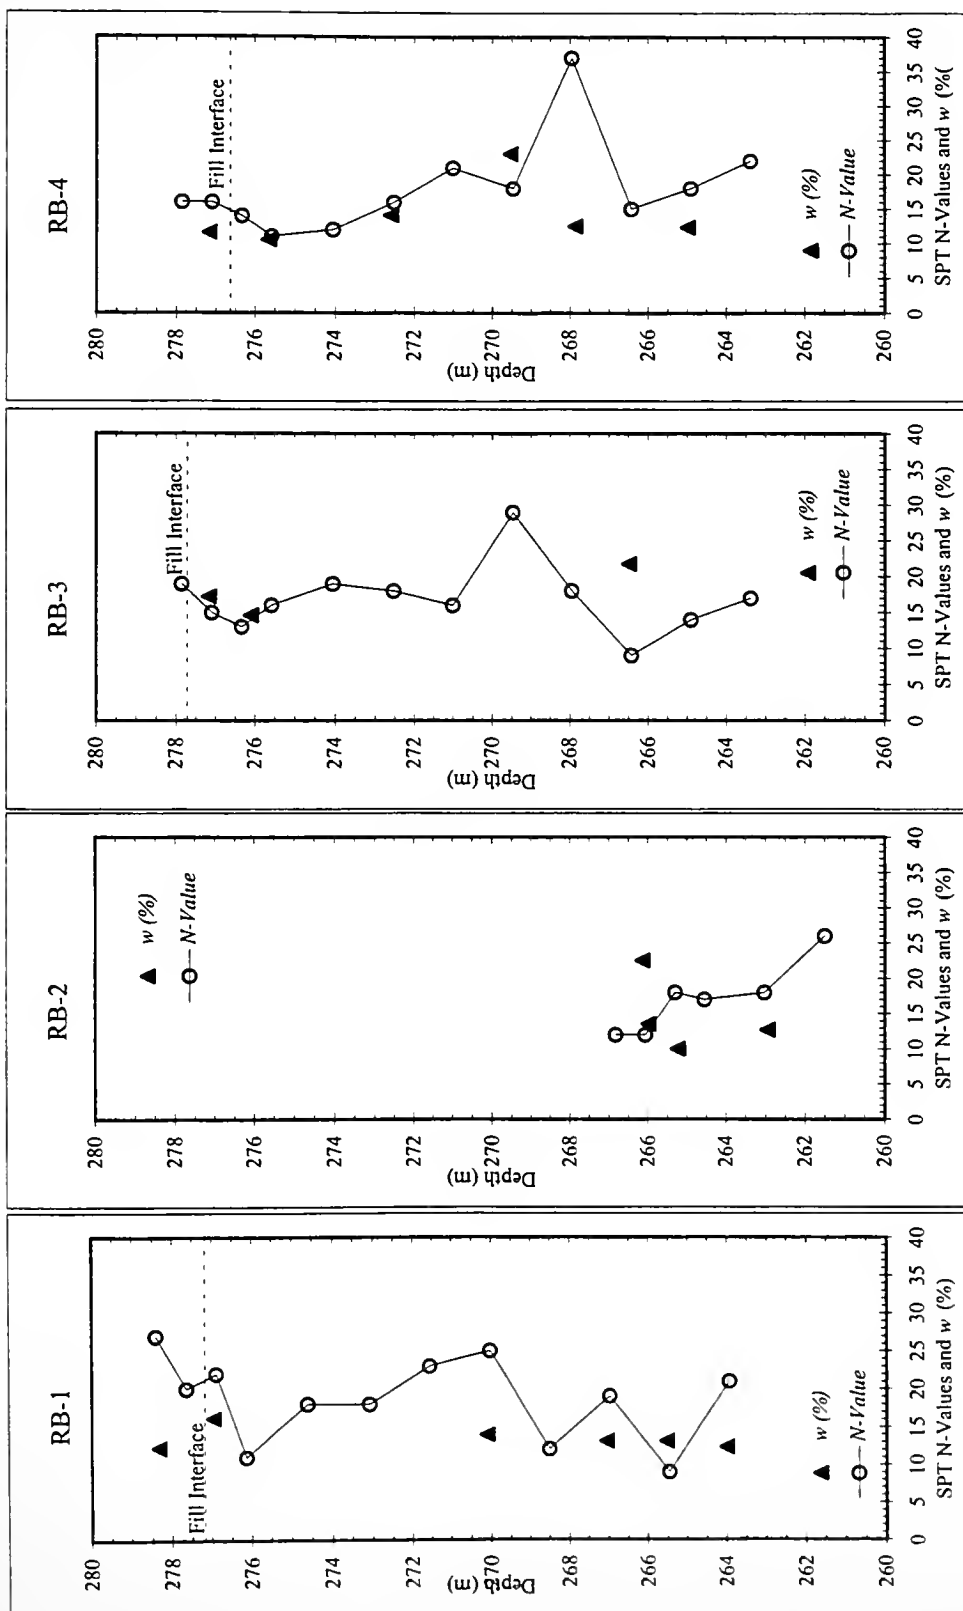 RB-1
280
278
276
274
272
270
268
266
264
262
260
Depth (m)
0 5 10 15 20 25 30 35 40
SPT N-Values and w (%)
Fill Interface
w (%)
N-Value
RB-2
280
278
276
274
272
270
268
266
264
262
260
Depth (m)
0 5 10 15 20 25 30 35 40
SPT N-Values and w (%)
w (%)
N-Value
RB-3
280
278
276
274
272
270
268
266
264
262
260
Depth (m)
0 5 10 15 20 25 30 35 40
SPT N-Values and w (%)
Fill Interface
w (%)
N-Value
RB-4
280
278
276
274
272
270
268
266
264
262
260
Depth (m)
0 5 10 15 20 25 30 35 40
SPT N-Values and w (%(
Fill Interface
w (%)
N-Value